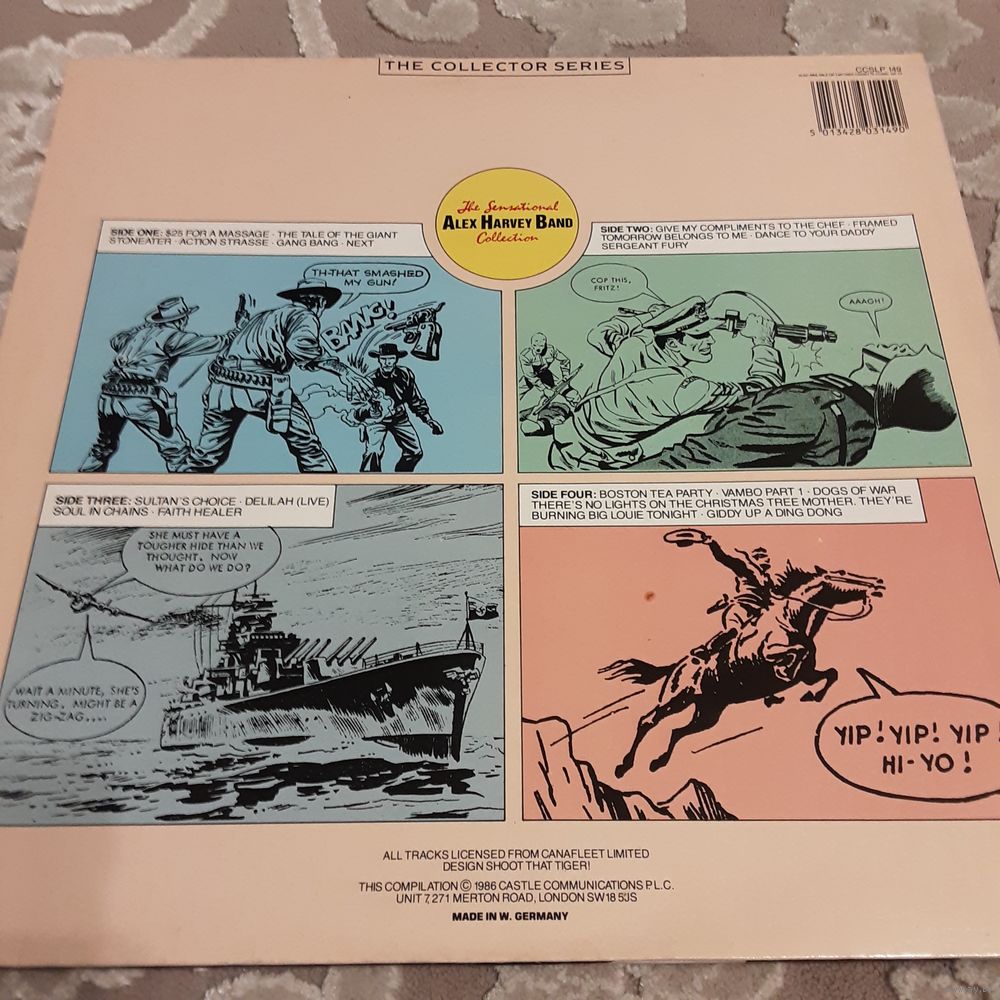 THE COLLECTOR SERIES
CCSLP 149
5 013428 031490
The Sensational
ALEX HARVEY BAND
Collection
SIDE ONE: $25 FOR A MASSAGE · THE TALE OF THE GIANT
STONEATER · ACTION STRASSE · GANG BANG · NEXT
TH-THAT SMASHED
MY GUN!
BANG!
SIDE TWO: GIVE MY COMPLIMENTS TO THE CHEF · FRAMED
TOMORROW BELONGS TO ME · DANCE TO YOUR DADDY
SERGEANT FURY
COP THIS,
FRITZ!
AAAGH!
SIDE THREE: SULTAN'S CHOICE · DELILAH (LIVE)
SOUL IN CHAINS · FAITH HEALER
SHE MUST HAVE A
TOUGHER HIDE THAN WE
THOUGHT. NOW
WHAT DO WE DO?
WAIT A MINUTE, SHE'S
TURNING. MIGHT BE A
ZIG-ZAG....
SIDE FOUR: BOSTON TEA PARTY · VAMBO PART 1 · DOGS OF WAR
THERE'S NO LIGHTS ON THE CHRISTMAS TREE MOTHER. THEY'RE
BURNING BIG LOUIE TONIGHT · GIDDY UP A DING DONG
YIP! YIP! YIP!
HI-YO!
ALL TRACKS LICENSED FROM CANAFLEET LIMITED
DESIGN SHOOT THAT TIGER!
THIS COMPILATION © 1986 CASTLE COMMUNICATIONS P.L.C.
UNIT 7, 271 MERTON ROAD, LONDON SW18 5JS
MADE IN W. GERMANY